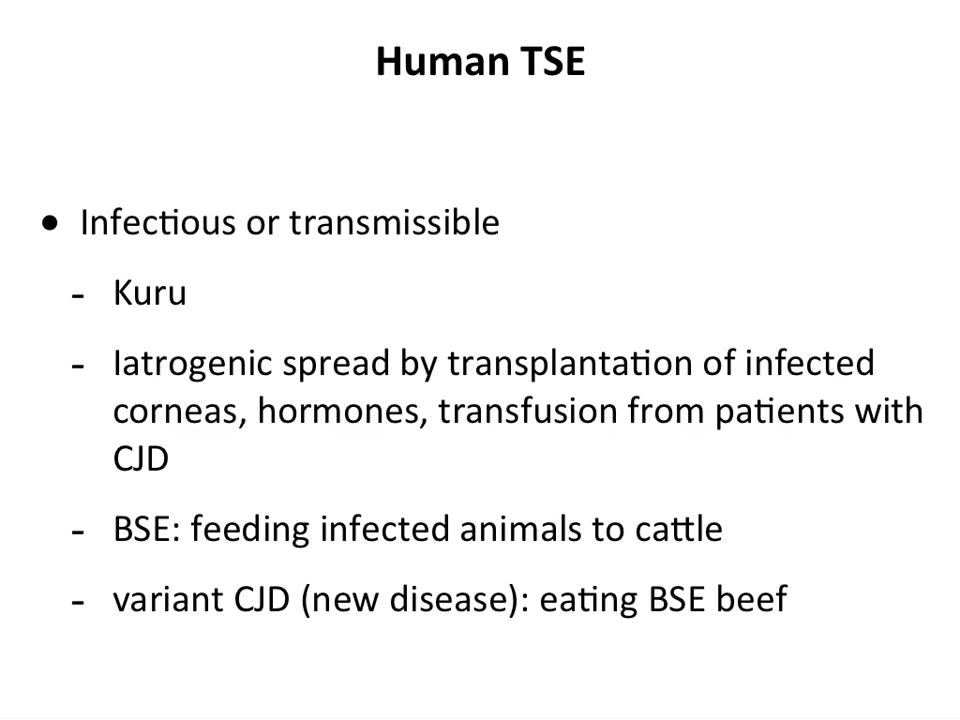 Human TSE
• Infectious or transmissible
- Kuru
- Iatrogenic spread by transplantation of infected
corneas, hormones, transfusion from patients with
CJD
- BSE: feeding infected animals to cattle
- variant CJD (new disease): eating BSE beef